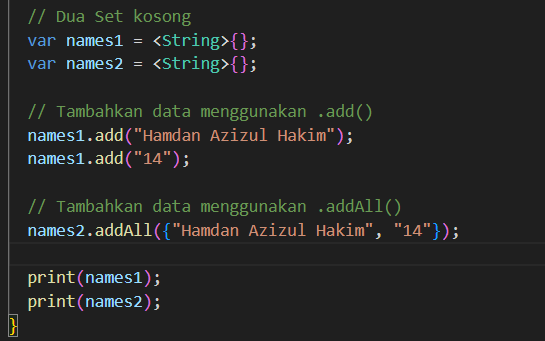 // Dua Set kosong
var names1 = <String>{};
var names2 = <String>{};
// Tambahkan data menggunakan .add()
names1.add("Hamdan Azizul Hakim");
names1.add("14");
// Tambahkan data menggunakan .addAll()
names2.addAll({"Hamdan Azizul Hakim", "14"});
print(names1);
print(names2);
}